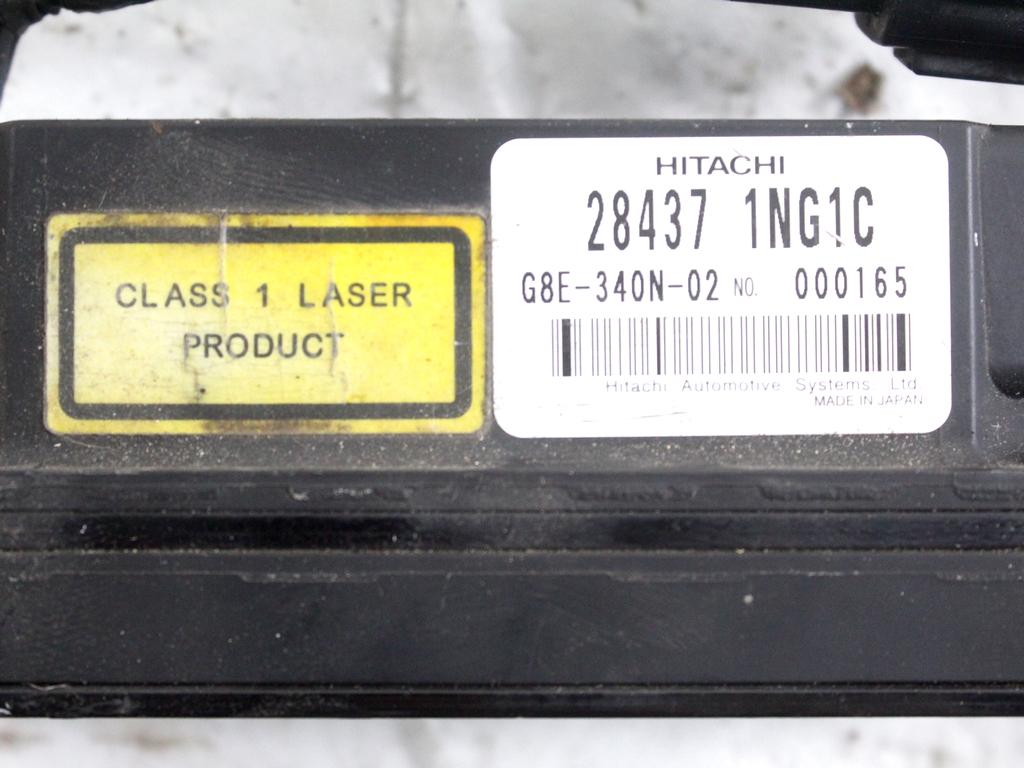 CLASS 1 LASER
PRODUCT
HITACHI
28437 1NG1C
G8E-340N-02 NO. 000165
Hitachi Automotive Systems, Ltd.
MADE IN JAPAN